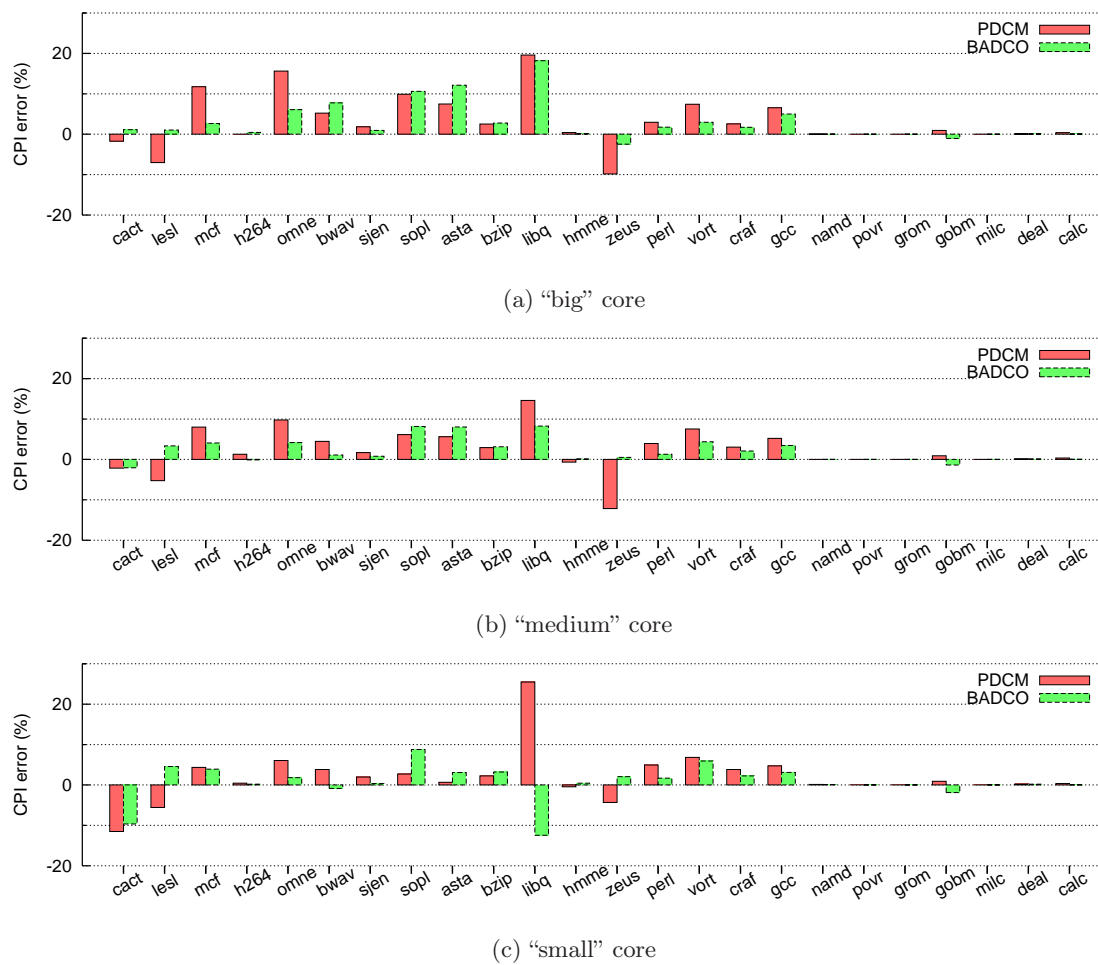 PDCM
BADCO
CPI error (%)
20
0
-20
cact lesl mcf h264 omne bwav sjen sopl asta bzip libq hmme zeus perl vort craf gcc namd povr grom gobm milc deal calc
(a) “big” core
PDCM
BADCO
CPI error (%)
20
0
-20
cact lesl mcf h264 omne bwav sjen sopl asta bzip libq hmme zeus perl vort craf gcc namd povr grom gobm milc deal calc
(b) “medium” core
PDCM
BADCO
CPI error (%)
20
0
-20
cact lesl mcf h264 omne bwav sjen sopl asta bzip libq hmme zeus perl vort craf gcc namd povr grom gobm milc deal calc
(c) “small” core